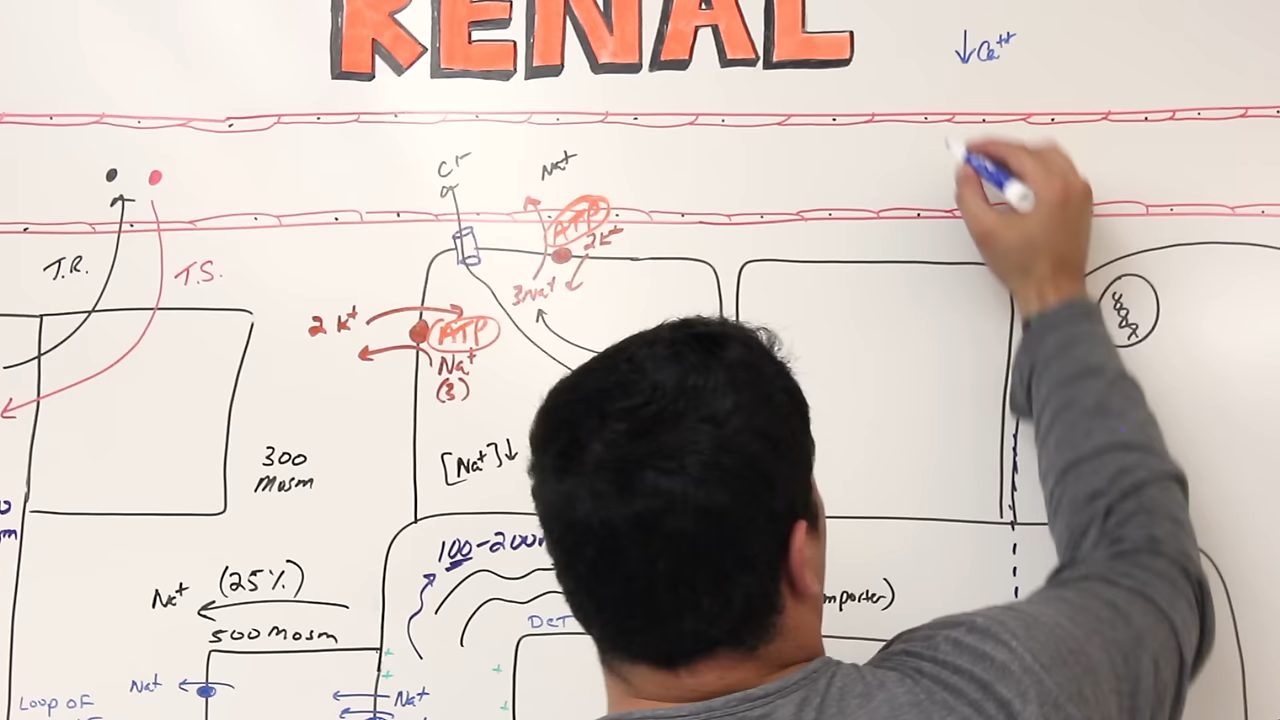 RENAL
↓Ca++
Cl-
Na+
ATP
2K+
T.R.
T.S.
3Na+
2 K+
ATP
Na+
(3)
[Na+]↓
300
Mosm
100-200
Na+
(25%)
500 Mosm
DCT
Na+
Na+
LOOP OF